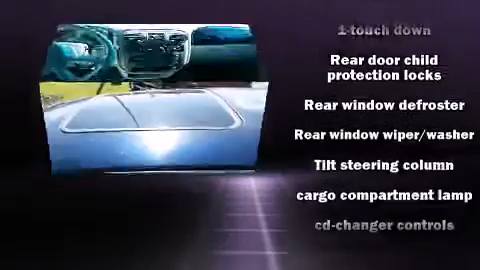 1-touch down
Rear door child
protection locks
Rear window defroster
Rear window wiper/washer
Tilt steering column
cargo compartment lamp
cd-changer controls